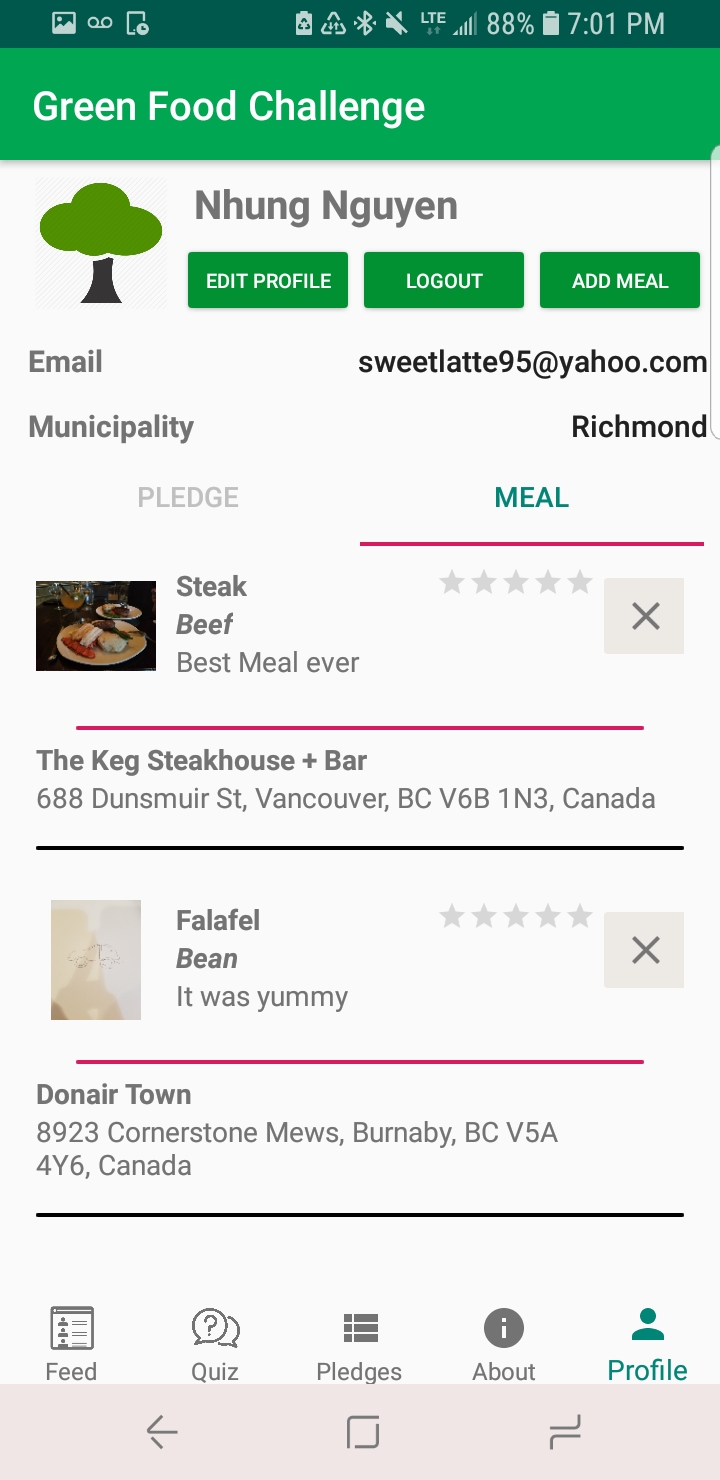 LTE 88% 7:01 PM
Green Food Challenge
Nhung Nguyen
EDIT PROFILE LOGOUT ADD MEAL
Email sweetlatte95@yahoo.com
Municipality Richmond
PLEDGE MEAL
Steak
Beef
Best Meal ever
The Keg Steakhouse + Bar
688 Dunsmuir St, Vancouver, BC V6B 1N3, Canada
Falafel
Bean
It was yummy
Donair Town
8923 Cornerstone Mews, Burnaby, BC V5A
4Y6, Canada
Feed Quiz Pledges About Profile